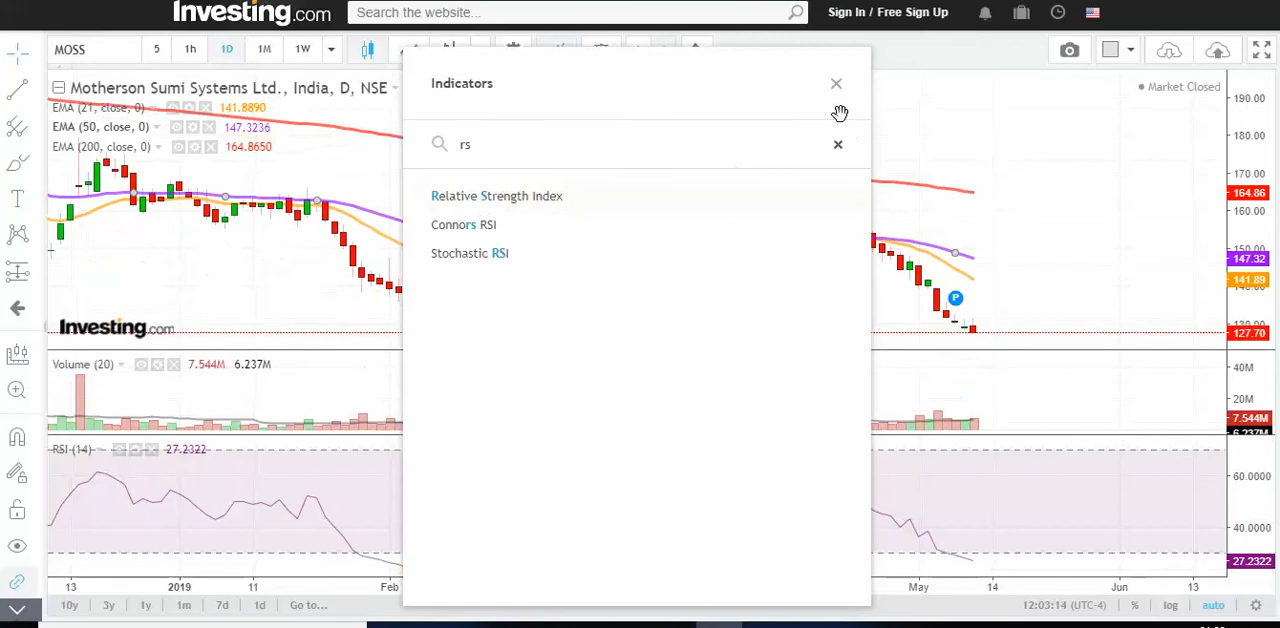 Investing.com
Search the website...
Sign In / Free Sign Up
MOSS
5
1h
1D
1M
1W
Indicators
rs
Relative Strength Index
Connors RSI
Stochastic RSI
Motherson Sumi Systems Ltd., India, D, NSE
Market Closed
EMA (21, close, 0)
141.8890
EMA (50, close, 0)
147.3236
EMA (200, close, 0)
164.8650
190.00
180.00
170.00
164.86
160.00
150.00
147.32
141.89
140.00
P
130.00
127.70
Investing.com
Volume (20)
7.544M
6.237M
40M
20M
7.544M
6.237M
RSI (14)
27.2322
60.0000
40.0000
27.2322
13
2019
11
Feb
May
14
Jun
13
10y
3y
1y
1m
7d
1d
Go to...
12:03:14 (UTC-4)
%
log
auto